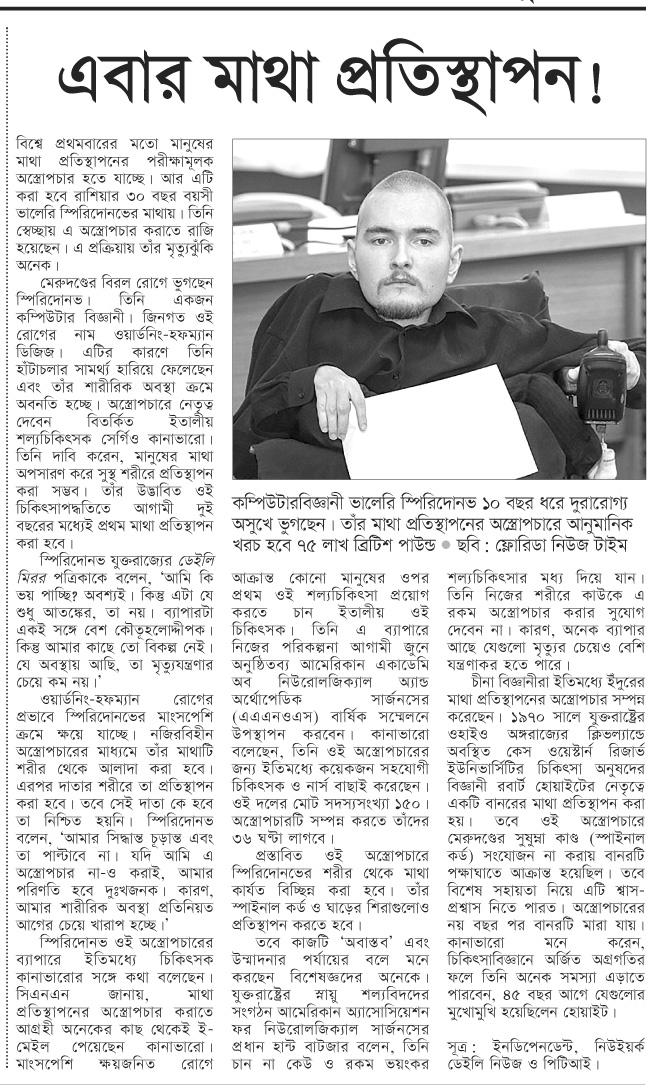 এবার মাথা প্রতিস্থাপন!
বিশ্বে প্রথমবারের মতো মানুষের
মাথা প্রতিস্থাপনের পরীক্ষামূলক
অস্ত্রোপচার হতে যাচ্ছে। আর এটি
করা হবে রাশিয়ার ৩০ বছর বয়সী
ভালেরি স্পিরিদোনভের মাথায়। তিনি
স্বেচ্ছায় এ অস্ত্রোপচার করাতে রাজি
হয়েছেন। এ প্রক্রিয়ায় তাঁর মৃত্যুঝুঁকি
অনেক।
মেরুদণ্ডের বিরল রোগে ভুগছেন
স্পিরিদোনভ। তিনি একজন
কম্পিউটার বিজ্ঞানী। জিনগত ওই
রোগের নাম ওয়ার্ডনিং-হফম্যান
ডিজিজ। এটির কারণে তিনি
হাঁটাচলার সামর্থ্য হারিয়ে ফেলেছেন
এবং তাঁর শারীরিক অবস্থা ক্রমে
অবনতি হচ্ছে। অস্ত্রোপচারে নেতৃত্ব
দেবেন বিতর্কিত ইতালীয়
শল্যচিকিৎসক সের্গিও কানাভারো।
তিনি দাবি করেন, মানুষের মাথা
অপসারণ করে সুস্থ শরীরে প্রতিস্থাপন
করা সম্ভব। তাঁর উদ্ভাবিত ওই
চিকিৎসাপদ্ধতিতে আগামী দুই
বছরের মধ্যেই প্রথম মাথা প্রতিস্থাপন
করা হবে।
স্পিরিদোনভ যুক্তরাজ্যের ডেইলি
মিরর পত্রিকাকে বলেন, ‘আমি কি
ভয় পাচ্ছি? অবশ্যই। কিন্তু এটা যে
শুধু আতঙ্কের, তা নয়। ব্যাপারটা
একই সঙ্গে বেশ কৌতূহলোদ্দীপক।
কিন্তু আমার কাছে তো বিকল্প নেই।
যে অবস্থায় আছি, তা মৃত্যুযন্ত্রণার
চেয়ে কম নয়।’
ওয়ার্ডনিং-হফম্যান রোগের
প্রভাবে স্পিরিদোনভের মাংসপেশি
ক্রমে ক্ষয়ে যাচ্ছে। নজিরবিহীন
অস্ত্রোপচারের মাধ্যমে তাঁর মাথাটি
শরীর থেকে আলাদা করা হবে।
এরপর দাতার শরীরে তা প্রতিস্থাপন
করা হবে। তবে সেই দাতা কে হবে
তা নিশ্চিত হয়নি। স্পিরিদোনভ
বলেন, ‘আমার সিদ্ধান্ত চূড়ান্ত এবং
তা পাল্টাবে না। যদি আমি এ
অস্ত্রোপচার না-ও করাই, আমার
পরিণতি হবে দুঃখজনক। কারণ,
আমার শারীরিক অবস্থা প্রতিনিয়ত
আগের চেয়ে খারাপ হচ্ছে।’
স্পিরিদোনভ ওই অস্ত্রোপচারের
ব্যাপারে ইতিমধ্যে চিকিৎসক
কানাভারোর সঙ্গে কথা বলেছেন।
সিএনএন জানায়, মাথা
প্রতিস্থাপনের অস্ত্রোপচার করাতে
আগ্রহী অনেকের কাছ থেকেই ই-
মেইল পেয়েছেন কানাভারো।
মাংসপেশি ক্ষয়জনিত রোগে
কম্পিউটারবিজ্ঞানী ভালেরি স্পিরিদোনভ ১০ বছর ধরে দুরারোগ্য
অসুখে ভুগছেন। তাঁর মাথা প্রতিস্থাপনের অস্ত্রোপচারে আনুমানিক
খরচ হবে ৭৫ লাখ ব্রিটিশ পাউন্ড ● ছবি : ফ্লোরিডা নিউজ টাইম
আক্রান্ত কোনো মানুষের ওপর
প্রথম ওই শল্যচিকিত্সা প্রয়োগ
করতে চান ইতালীয় ওই
চিকিৎসক। তিনি এ ব্যাপারে
নিজের পরিকল্পনা আগামী জুনে
অনুষ্ঠিতব্য আমেরিকান একাডেমি
অব নিউরোলজিক্যাল অ্যান্ড
অর্থোপেডিক সার্জনসের
(এএএনওএস) বার্ষিক সম্মেলনে
উপস্থাপন করবেন। কানাভারো
বলেছেন, তিনি ওই অস্ত্রোপচারের
জন্য ইতিমধ্যে কয়েকজন সহযোগী
চিকিৎসক ও নার্স বাছাই করেছেন।
ওই দলের মোট সদস্যসংখ্যা ১৫০।
অস্ত্রোপচারটি সম্পন্ন করতে তাঁদের
৩৬ ঘন্টা লাগবে।
প্রস্তাবিত ওই অস্ত্রোপচারে
স্পিরিদোনভের শরীর থেকে মাথা
কার্যত বিচ্ছিন্ন করা হবে। তাঁর
স্পাইনাল কর্ড ও ঘাড়ের শিরাগুলোও
প্রতিস্থাপন করতে হবে।
তবে কাজটি ‘অবাস্তব’ এবং
উন্মাদনার পর্যায়ের বলে মনে
করছেন বিশেষজ্ঞদের অনেকে।
যুক্তরাষ্ট্রের স্নায়ু শল্যবিদদের
সংগঠন আমেরিকান অ্যাসোসিয়েশন
ফর নিউরোলজিক্যাল সার্জনসের
প্রধান হান্ট বাটজার বলেন, তিনি
চান না কেউ ও রকম ভয়ংকর
শল্যচিকিৎসার মধ্য দিয়ে যান।
তিনি নিজের শরীরে কাউকে এ
রকম অস্ত্রোপচার করার সুযোগ
দেবেন না। কারণ, অনেক ব্যাপার
আছে যেগুলো মৃত্যুর চেয়েও বেশি
যন্ত্রণাকর হতে পারে।
চীনা বিজ্ঞানীরা ইতিমধ্যে ইঁদুরের
মাথা প্রতিস্থাপনের অস্ত্রোপচার সম্পন্ন
করেছেন। ১৯৭০ সালে যুক্তরাষ্ট্রের
ওহাইও অঙ্গরাজ্যের ক্লিভল্যান্ডে
অবস্থিত কেস ওয়েস্টার্ন রিজার্ভ
ইউনিভার্সিটির চিকিত্সা অনুষদের
বিজ্ঞানী রবার্ট হোয়াইটের নেতৃত্বে
একটি বানরের মাথা প্রতিস্থাপন করা
হয়। তবে ওই অস্ত্রোপচারে
মেরুদণ্ডের সুষুম্না কাণ্ড (স্পাইনাল
কর্ড) সংযোজন না করায় বানরটি
পক্ষাঘাতে আক্রান্ত হয়েছিল। তবে
বিশেষ সহায়তা নিয়ে এটি শ্বাস-
প্রশ্বাস নিতে পারত। অস্ত্রোপচারের
নয় বছর পর বানরটি মারা যায়।
কানাভারো মনে করেন,
চিকিৎসাবিজ্ঞানে অর্জিত অগ্রগতির
ফলে তিনি অনেক সমস্যা এড়াতে
পারবেন, ৪৫ বছর আগে যেগুলোর
মুখোমুখি হয়েছিলেন হোয়াইট।
সূত্র : ইনডিপেনডেন্ট, নিউইয়র্ক
ডেইলি নিউজ ও পিটিআই।